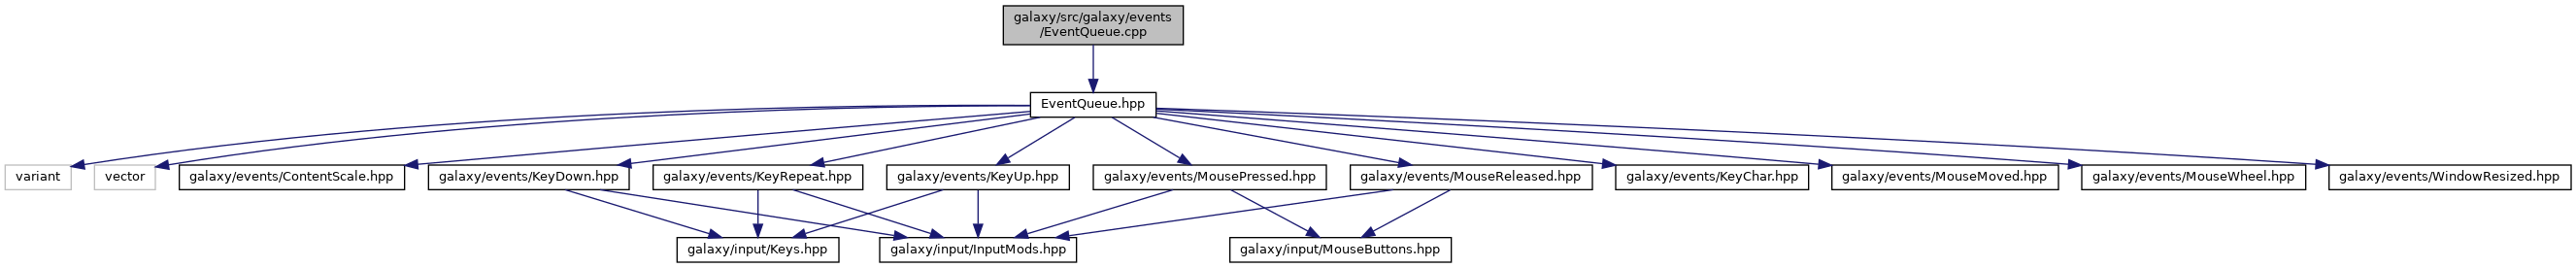 galaxy/src/galaxy/events
/EventQueue.cpp
EventQueue.hpp
variant
vector
galaxy/events/ContentScale.hpp
galaxy/events/KeyDown.hpp
galaxy/events/KeyRepeat.hpp
galaxy/events/KeyUp.hpp
galaxy/events/MousePressed.hpp
galaxy/events/MouseReleased.hpp
galaxy/events/KeyChar.hpp
galaxy/events/MouseMoved.hpp
galaxy/events/MouseWheel.hpp
galaxy/events/WindowResized.hpp
galaxy/input/Keys.hpp
galaxy/input/InputMods.hpp
galaxy/input/MouseButtons.hpp